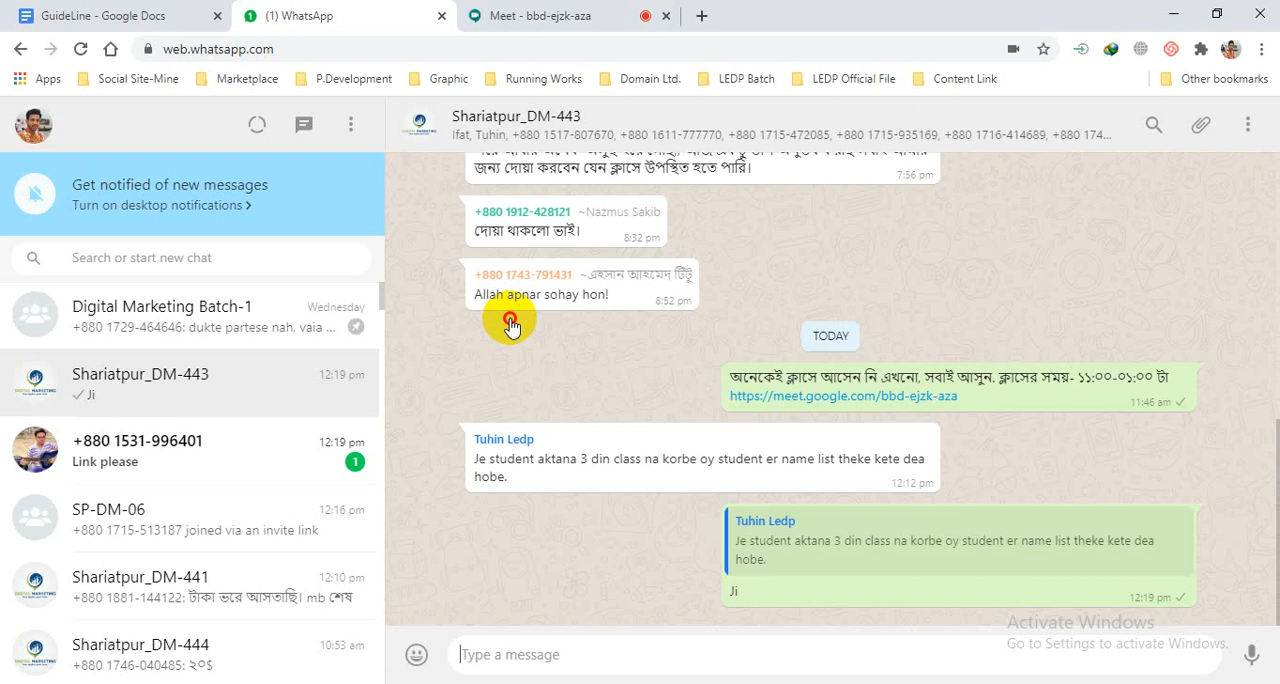 GuideLine - Google Docs
(1) WhatsApp
Meet - bbd-ejzk-aza
web.whatsapp.com
Apps
Social Site-Mine
Marketplace
P.Development
Graphic
Running Works
Domain Ltd.
LEDP Batch
LEDP Official File
Content Link
Other bookmarks
Get notified of new messages
Turn on desktop notifications >
Search or start new chat
Digital Marketing Batch-1
Wednesday
+880 1729-464646: dukte partese nah, vaia ...
Shariatpur_DM-443
12:19 pm
Ji
+880 1531-996401
12:19 pm
Link please
1
SP-DM-06
12:16 pm
+880 1715-513187 joined via an invite link
Shariatpur_DM-441
12:10 pm
+880 1881-144122: টাকা ভরে আসতাছি। mb শেষ
Shariatpur_DM-444
10:53 am
+880 1746-040485: ২০$
Shariatpur_DM-443
Ifat, Tuhin, +880 1517-807670, +880 1611-777770, +880 1715-472085, +880 1715-935169, +880 1716-414689, +880 174...
জন্য দোয়া করবেন যেন ক্লাসে উপস্থিত হতে পারি।
7:56 pm
+880 1912-428121 ~Nazmus Sakib
দোয়া থাকলো ভাই।
8:32 pm
+880 1743-791431 ~এহসান আহমেদ টিটু
Allah apnar sohay hon!
8:52 pm
TODAY
অনেকেই ক্লাসে আসেন নি এখনো, সবাই আসুন. ক্লাসের সময়- ১১:০০-০১:০০ টা
https://meet.google.com/bbd-ejzk-aza
11:46 am
Tuhin Ledp
Je student aktana 3 din class na korbe oy student er name list theke kete dea
hobe.
12:12 pm
Tuhin Ledp
Je student aktana 3 din class na korbe oy student er name list theke kete dea
hobe.
Ji
12:19 pm
Activate Windows
Go to Settings to activate Windows.
Type a message